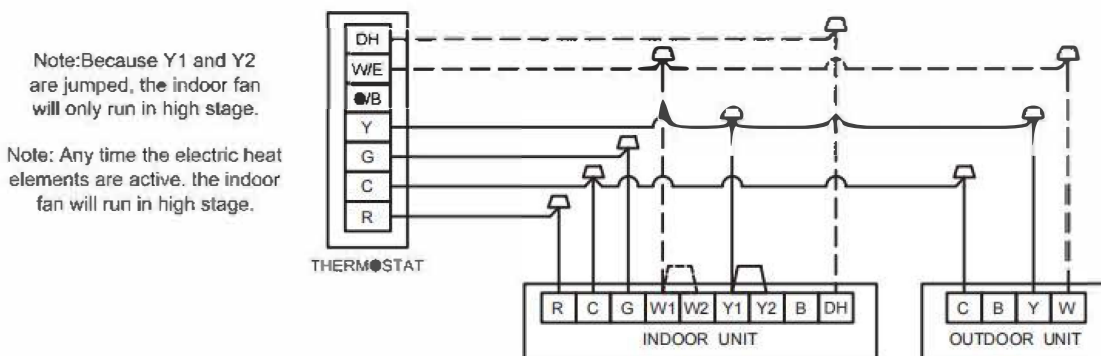 Note:Because Y1 and Y2
are jumped, the indoor fan
will only run in high stage.
Note: Any time the electric heat
elements are active. the indoor
fan will run in high stage.
DH
W/E
●/B
Y
G
C
R
THERM●STAT
R C G W1 W2 Y1 Y2 B DH
INDOOR UNIT
C B Y W
OUTDOOR UNIT